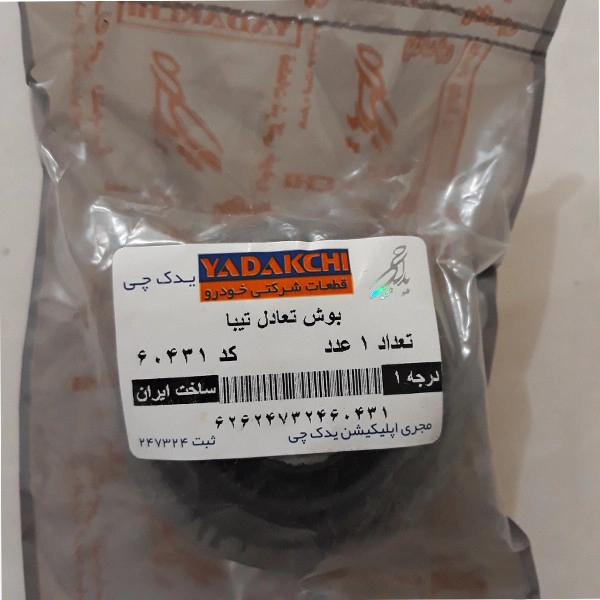 YADAKCHI
یدک چی YADAKCHI
قطعات شرکتی خودرو
بوش تعادل تیبا
تعداد ۱ عدد کد ۶۰۴۳۱
درجه ۱ ساخت ایران
۶۲۶۲۴۷۳۲۴۶۰۴۳۱
مجری اپلیکیشن یدک چی ثبت ۲۴۷۳۲۴